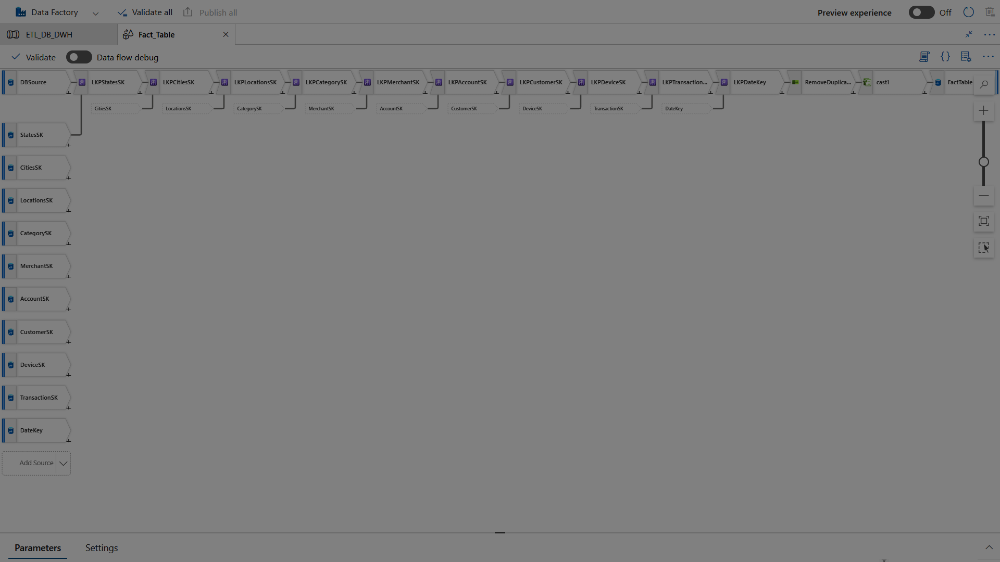 Data Factory Validate all Publish all Preview experience Off
ETL_DB_DWH Fact_Table
Validate Data flow debug
DBSource LKPStatesSK LKPCitiesSK LKPLocationsSK LKPCategorySK LKPMerchantSK LKPAccountSK LKPCustomerSK LKPDeviceSK LKPTransaction... LKPDateKey RemoveDuplica... cast1 FactTable
CitiesSK LocationsSK CategorySK MerchantSK AccountSK CustomerSK DeviceSK TransactionSK DateKey
StatesSK
CitiesSK
LocationsSK
CategorySK
MerchantSK
AccountSK
CustomerSK
DeviceSK
TransactionSK
DateKey
Add Source
Parameters Settings